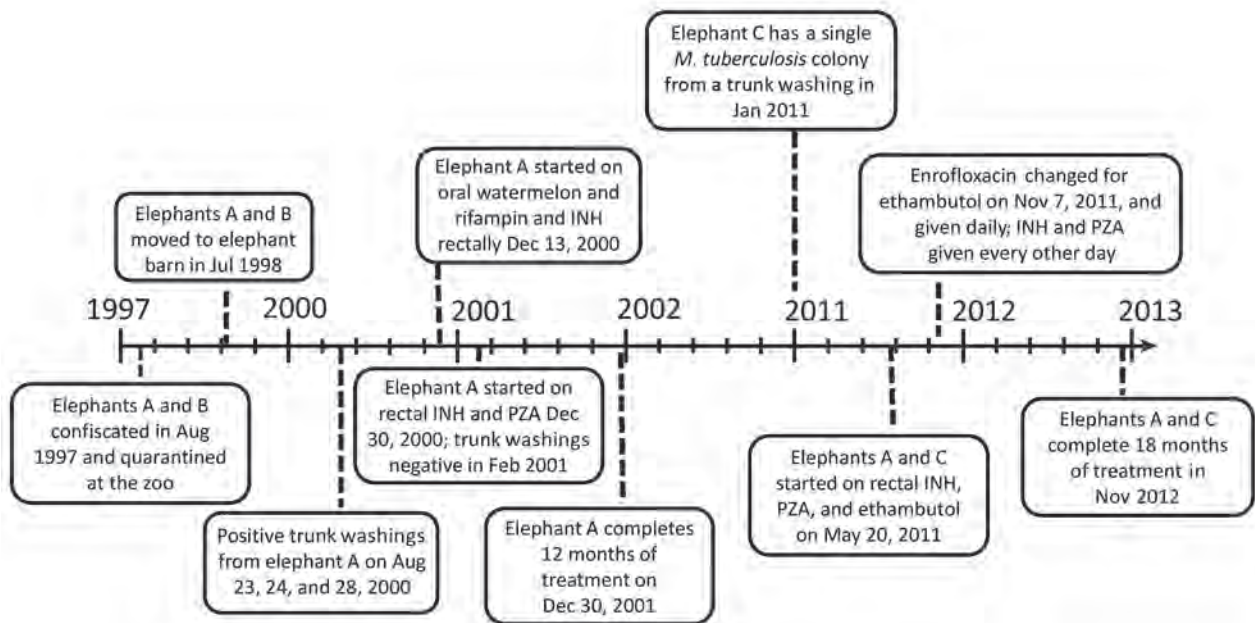 Elephant C has a single
M. tuberculosis colony
from a trunk washing in
Jan 2011
Elephant A started on
oral watermelon and
rifampin and INH
rectally Dec 13, 2000
Enrofloxacin changed for
ethambutol on Nov 7, 2011, and
given daily; INH and PZA
given every other day
Elephants A and B
moved to elephant
barn in Jul 1998
1997
2000
2001
2002
2011
2012
2013
Elephants A and B
confiscated in Aug
1997 and quarantined
at the zoo
Elephant A started on
rectal INH and PZA Dec
30, 2000; trunk washings
negative in Feb 2001
Elephants A and C
started on rectal INH,
PZA, and ethambutol
on May 20, 2011
Elephants A and C
complete 18 months
of treatment in
Nov 2012
Positive trunk washings
from elephant A on Aug
23, 24, and 28, 2000
Elephant A completes
12 months of
treatment on
Dec 30, 2001